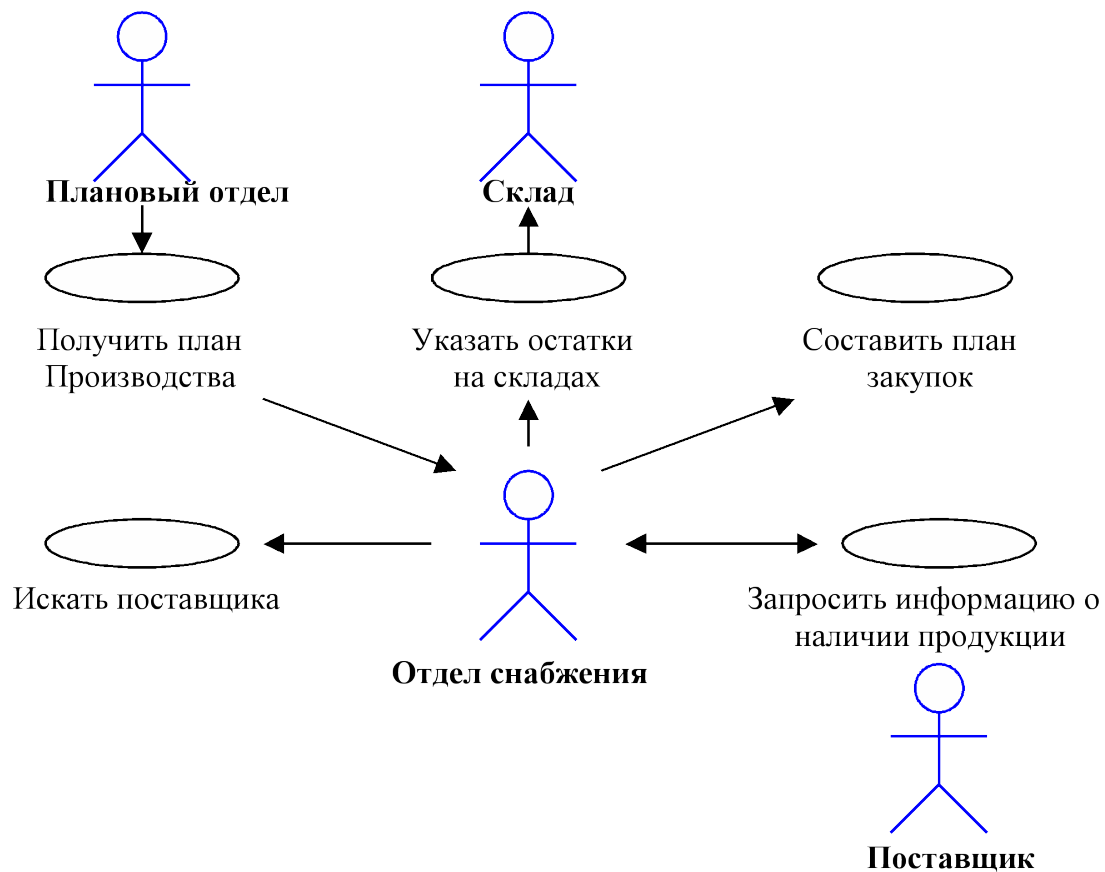 Плановый отдел
Склад
Получить план
Производства
Указать остатки
на складах
Составить план
закупок
Искать поставщика
Отдел снабжения
Запросить информацию о
наличии продукции
Поставщик